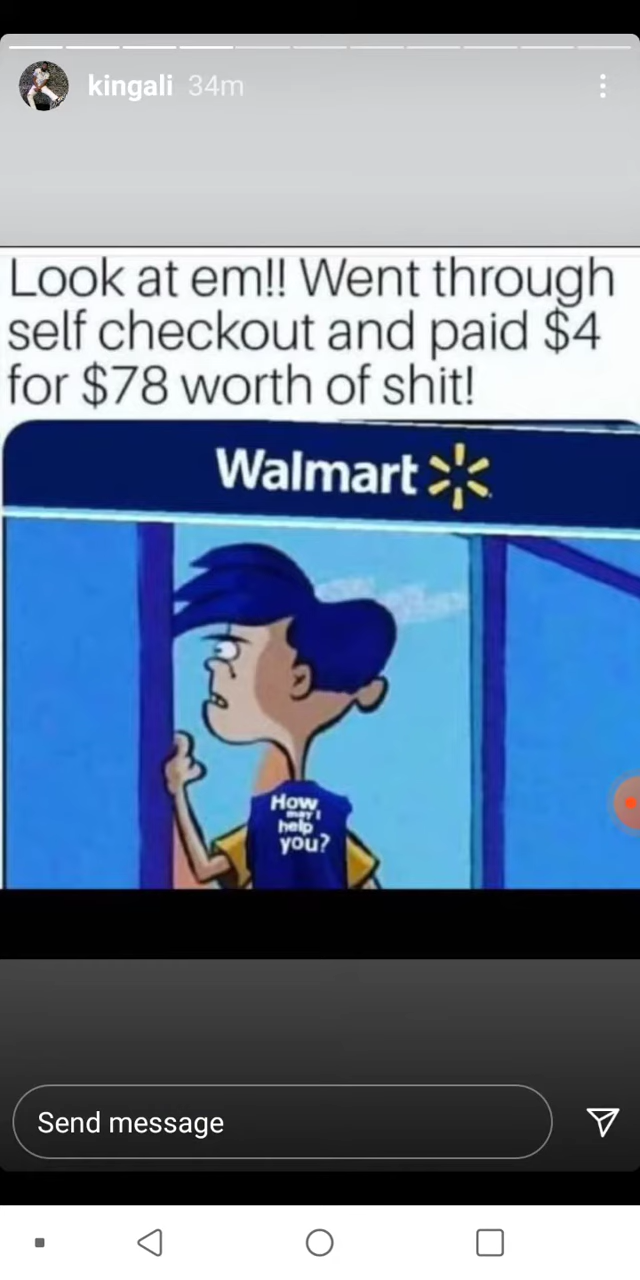 kingali 34m
Look at em!! Went through
self checkout and paid $4
for $78 worth of shit!
Walmart
How
may I
help
you?
Send message